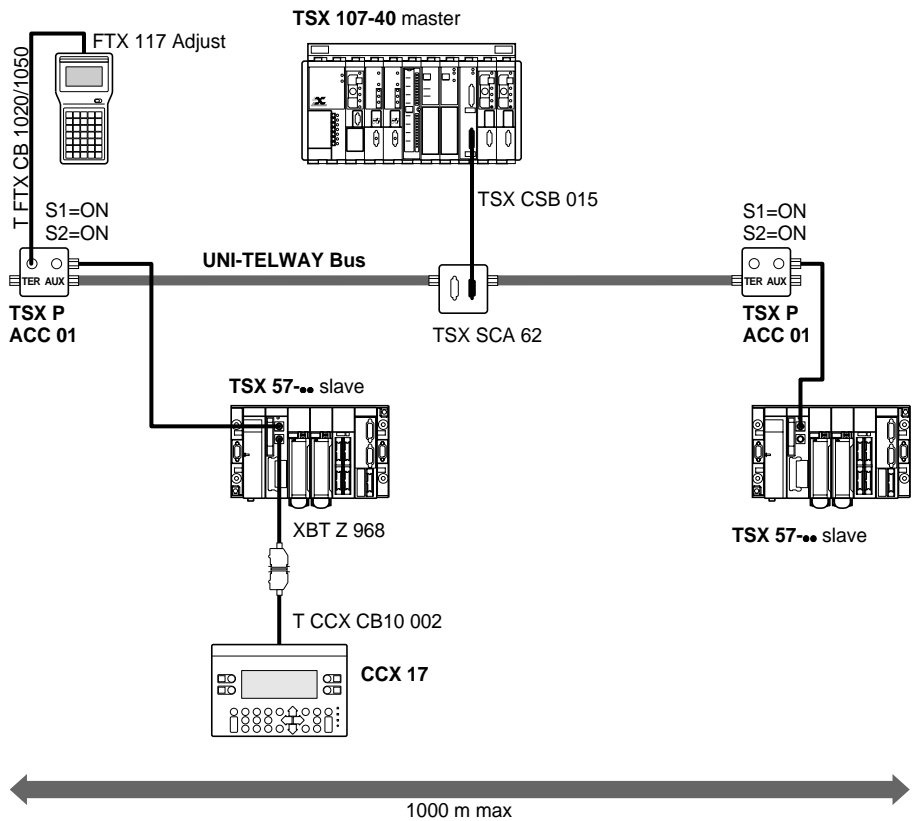 TSX 107-40 master
FTX 117 Adjust
T FTX CB 1020/1050
TSX CSB 015
S1=ON
S2=ON
S1=ON
S2=ON
UNI-TELWAY Bus
TER AUX
TER AUX
TSX P
ACC 01
TSX SCA 62
TSX P
ACC 01
TSX 57-•• slave
XBT Z 968
TSX 57-•• slave
T CCX CB10 002
CCX 17
1000 m max